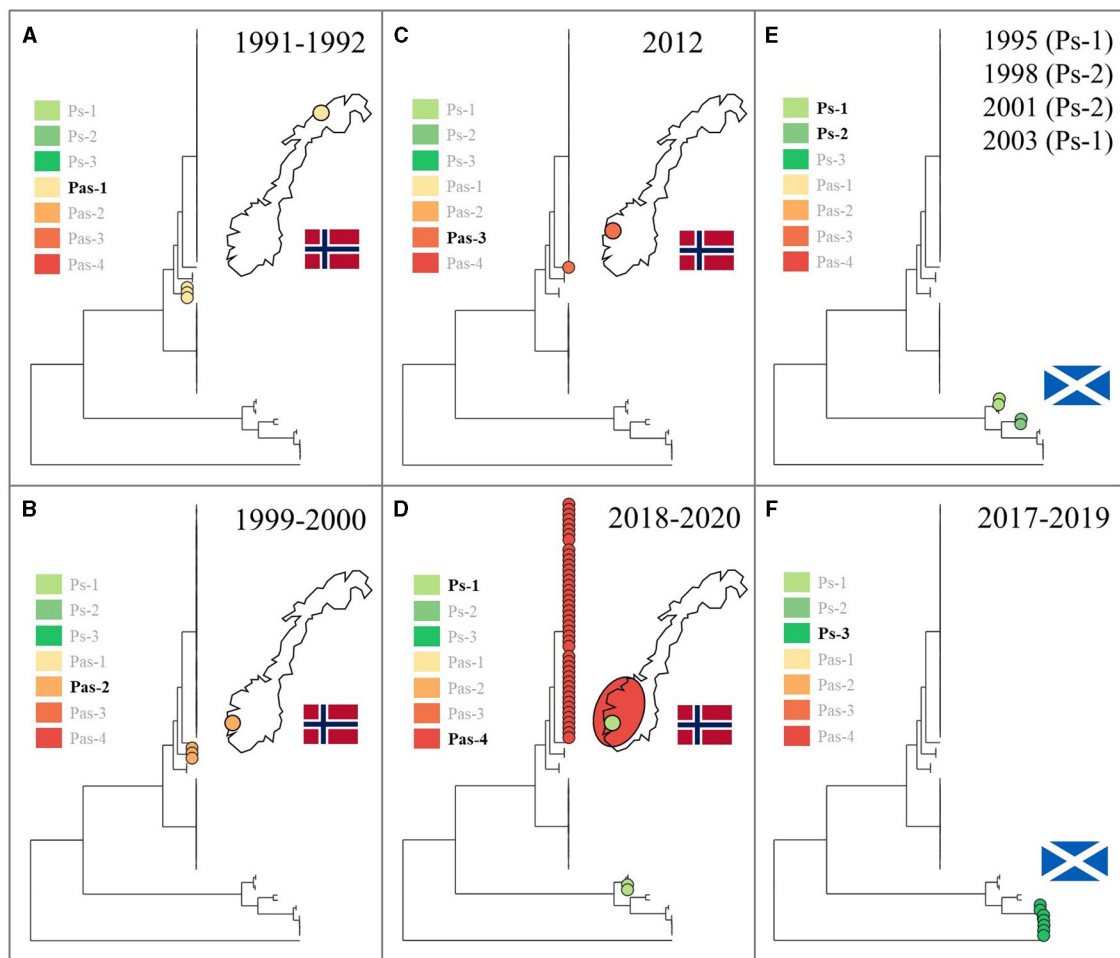 A
1991-1992
Ps-1
Ps-2
Ps-3
Pas-1
Pas-2
Pas-3
Pas-4
C
2012
Ps-1
Ps-2
Ps-3
Pas-1
Pas-2
Pas-3
Pas-4
E
1995 (Ps-1)
1998 (Ps-2)
2001 (Ps-2)
2003 (Ps-1)
Ps-1
Ps-2
Ps-3
Pas-1
Pas-2
Pas-3
Pas-4
B
1999-2000
Ps-1
Ps-2
Ps-3
Pas-1
Pas-2
Pas-3
Pas-4
D
2018-2020
Ps-1
Ps-2
Ps-3
Pas-1
Pas-2
Pas-3
Pas-4
F
2017-2019
Ps-1
Ps-2
Ps-3
Pas-1
Pas-2
Pas-3
Pas-4